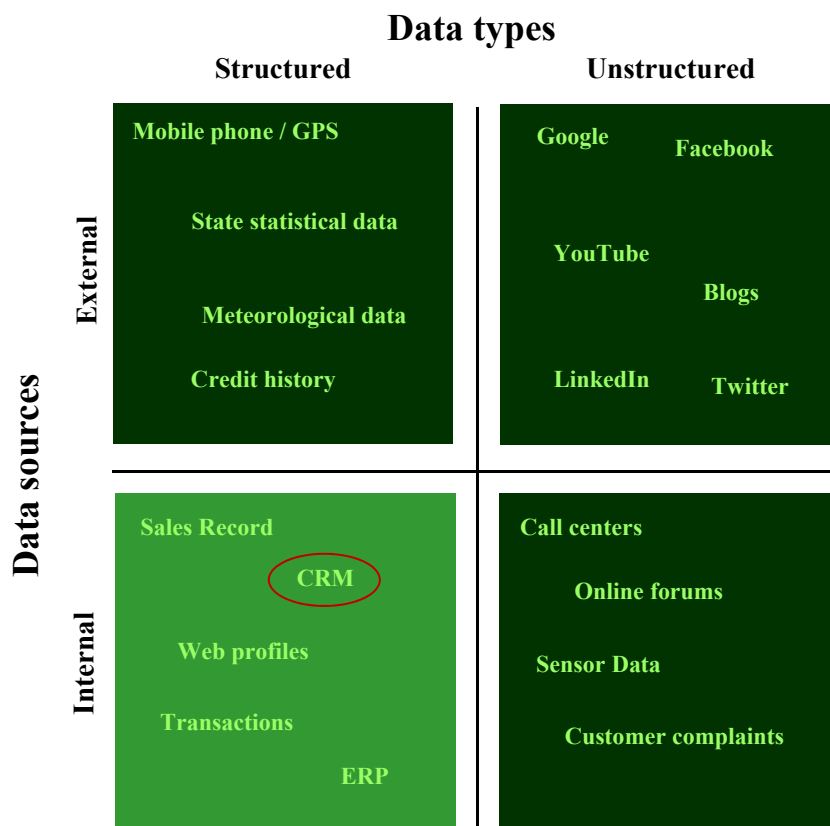 Data types
Structured
Unstructured
Data sources
External
Mobile phone / GPS
State statistical data
Meteorological data
Credit history
Google
Facebook
YouTube
Blogs
LinkedIn
Twitter
Internal
Sales Record
CRM
Web profiles
Transactions
ERP
Call centers
Online forums
Sensor Data
Customer complaints